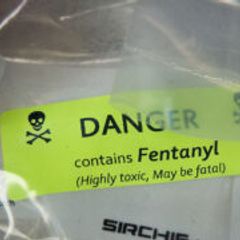 DANGER
contains Fentanyl
(Highly toxic, May be fatal)
SIRCHIE